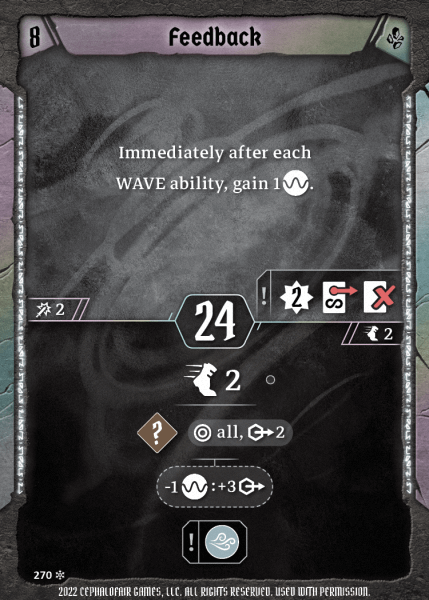 8
Feedback
Immediately after each
WAVE ability, gain 1.
2
2
24
2
2
?
all, 2
-1:+3
!
270
2022 CEPHALOFAIR GAMES, LLC. ALL RIGHTS RESERVED. USED WITH PERMISSION.